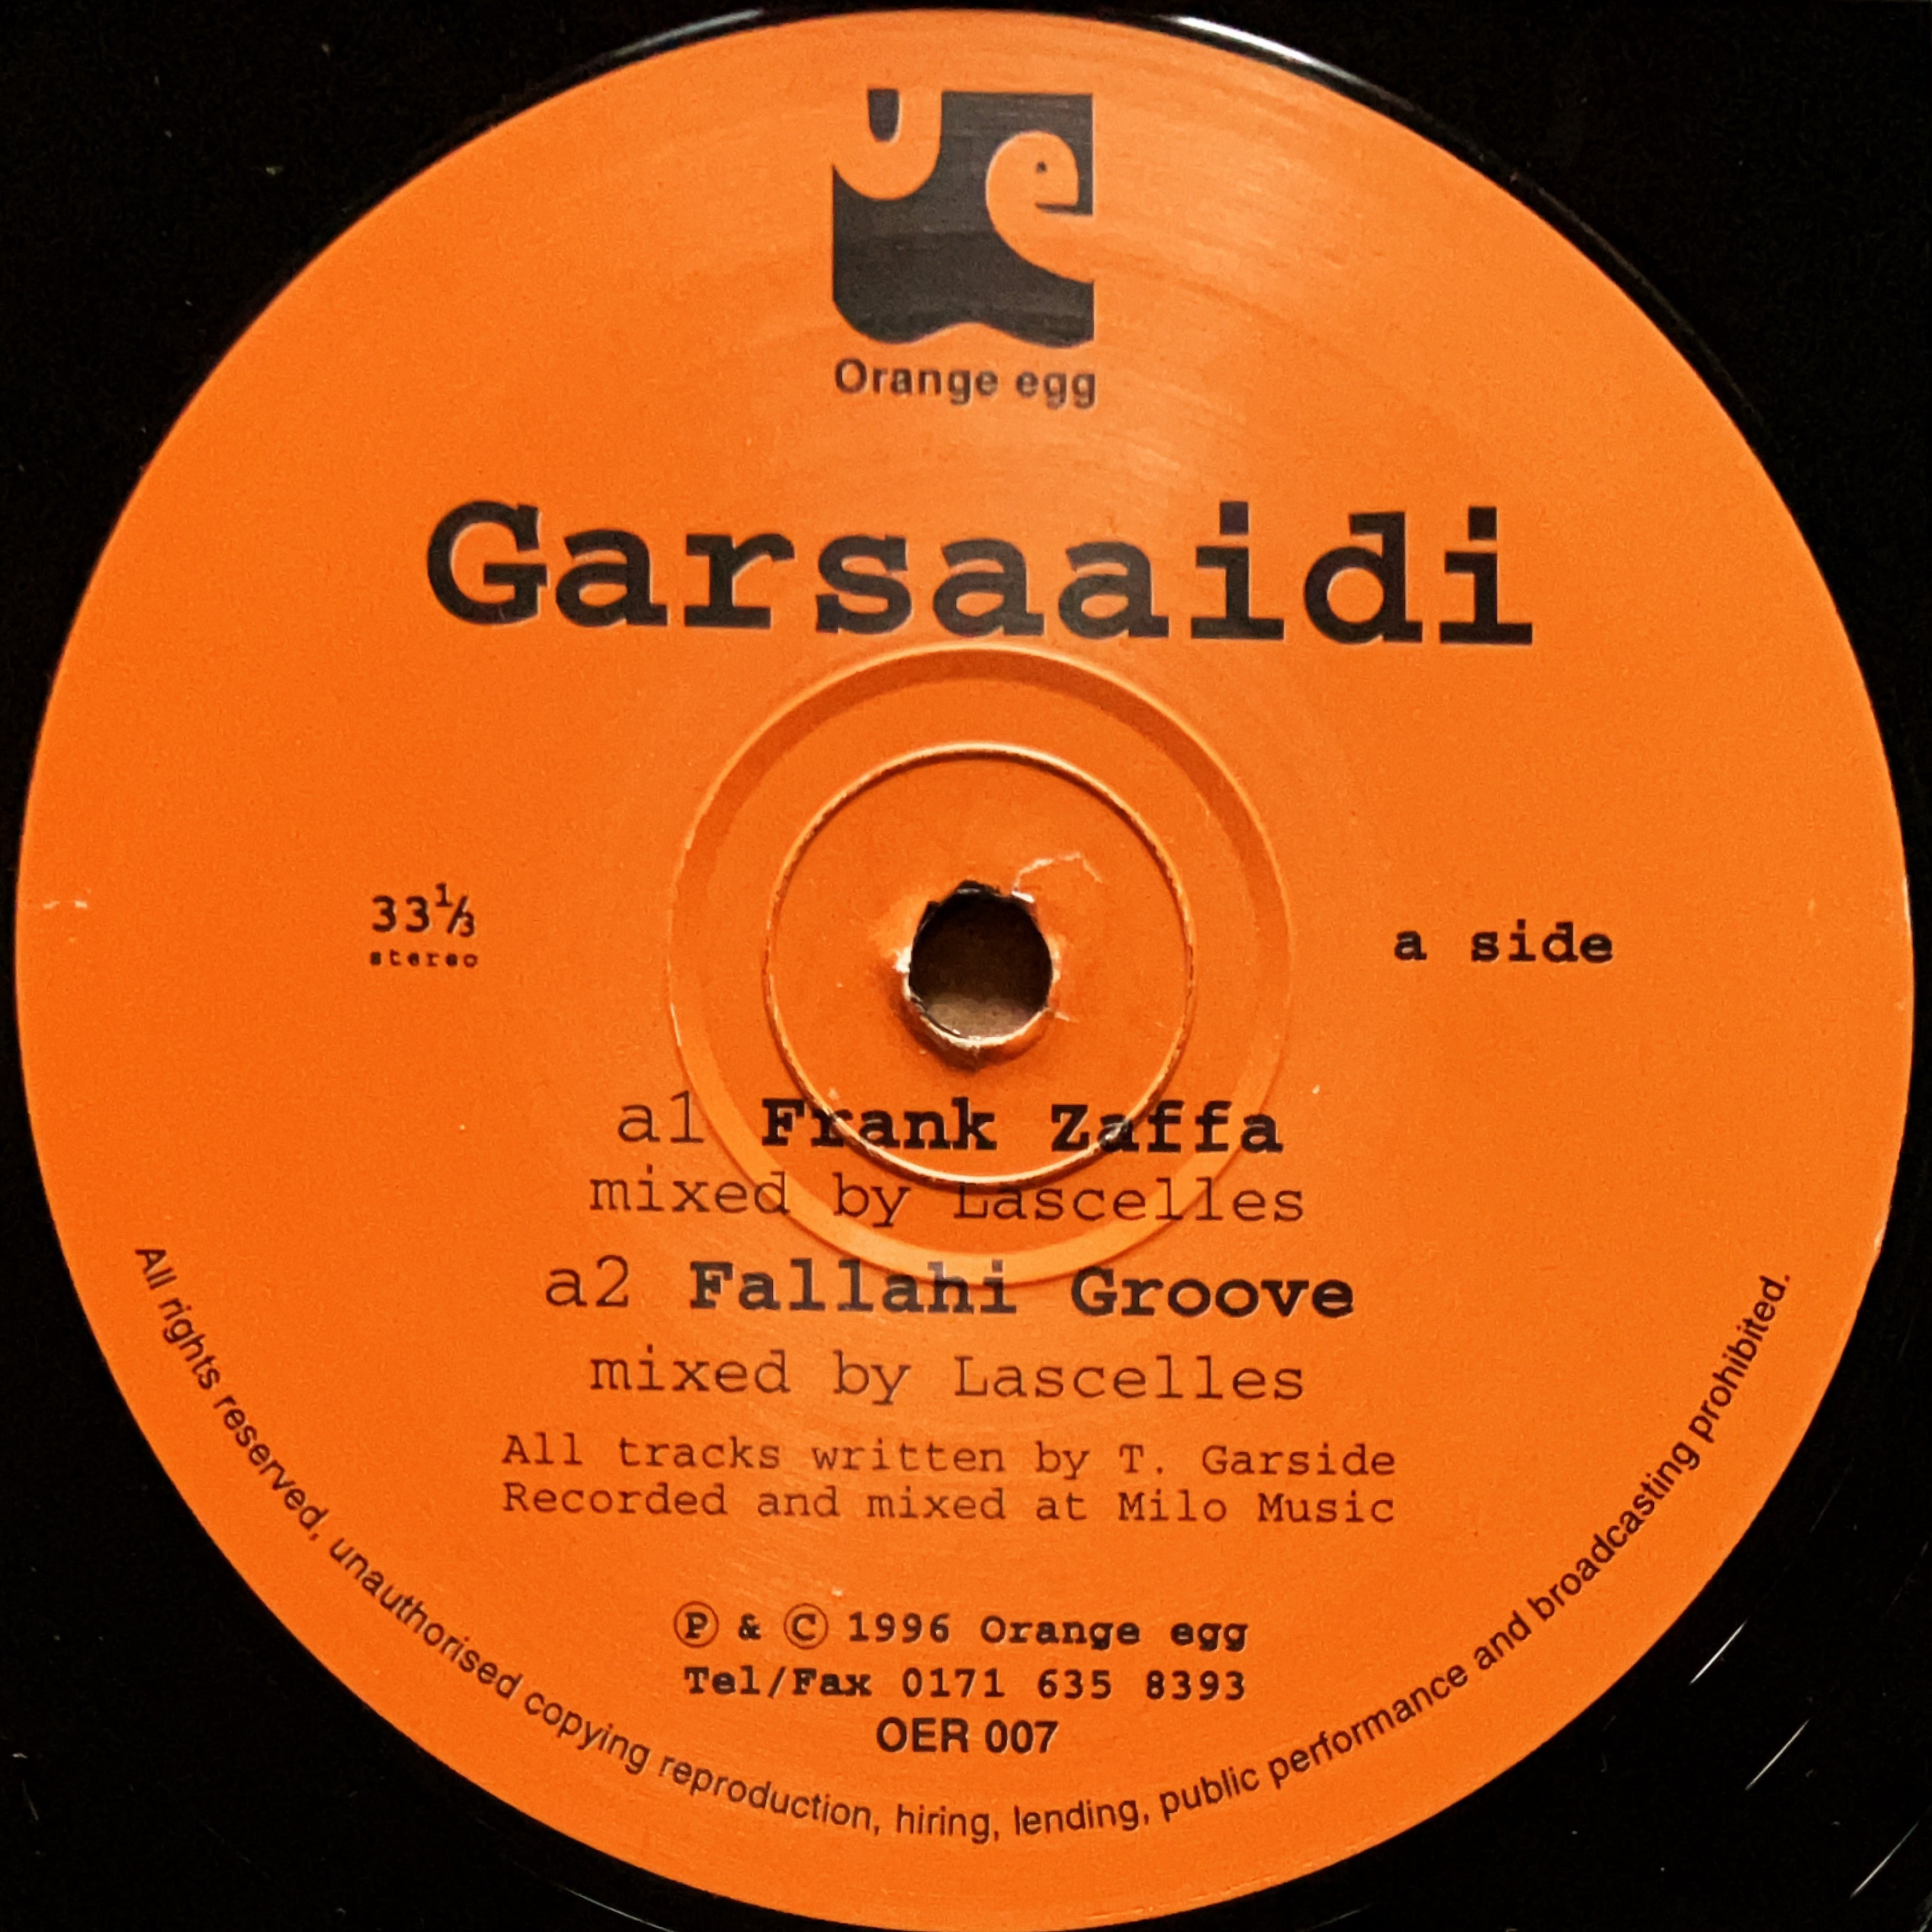 Orange egg
Garsaaidi
33⅓
stereo
a side
a1 Frank Zaffa
mixed by Lascelles
a2 Fallahi Groove
mixed by Lascelles
All tracks written by T. Garside
Recorded and mixed at Milo Music
Ⓟ & Ⓒ 1996 Orange egg
Tel/Fax 0171 635 8393
OER 007
All rights reserved, unauthorised copying reproduction, hiring, lending, public performance and broadcasting prohibited.